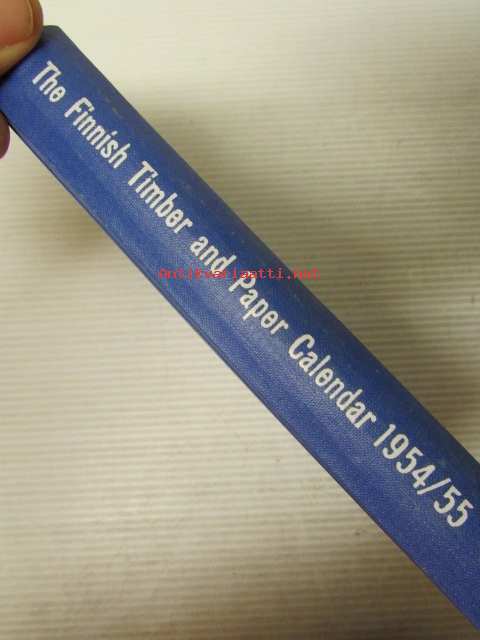 The Finnish Timber and Paper Calendar 1954/55
Antikvariaatti.net